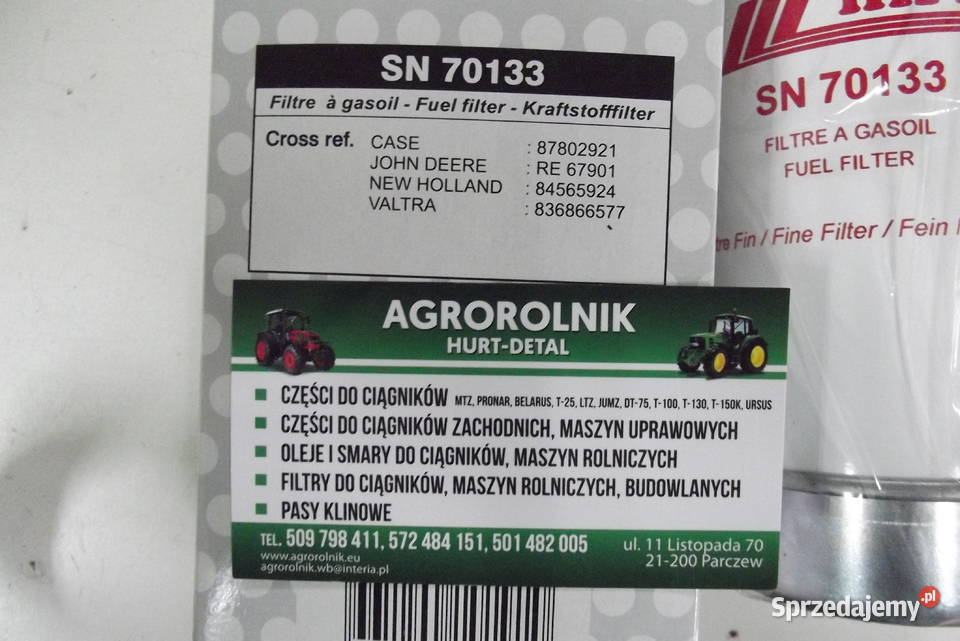 SN 70133
Filtre à gasoil - Fuel filter - Kraftstofffilter
Cross ref. CASE : 87802921
JOHN DEERE : RE 67901
NEW HOLLAND : 84565924
VALTRA : 836866577
SN 70133
FILTRE A GASOIL
FUEL FILTER
Fin / Fine Filter / Fein
AGROROLNIK
HURT-DETAL
CZĘŚCI DO CIĄGNIKÓW MTZ, PRONAR, BELARUS, T-25, LTZ, JUMZ, DT-75, T-100, T-130, T-150K, URSUS
CZĘŚCI DO CIĄGNIKÓW ZACHODNICH, MASZYN UPRAWOWYCH
OLEJE I SMARY DO CIĄGNIKÓW, MASZYN ROLNICZYCH
FILTRY DO CIĄGNIKÓW, MASZYN ROLNICZYCH, BUDOWLANYCH
PASY KLINOWE
TEL. 509 798 411, 572 484 151, 501 482 005
www.agrorolnik.eu
agrorolnik.wb@interia.pl
ul. 11 Listopada 70
21-200 Parczew
Sprzedajemy.pl